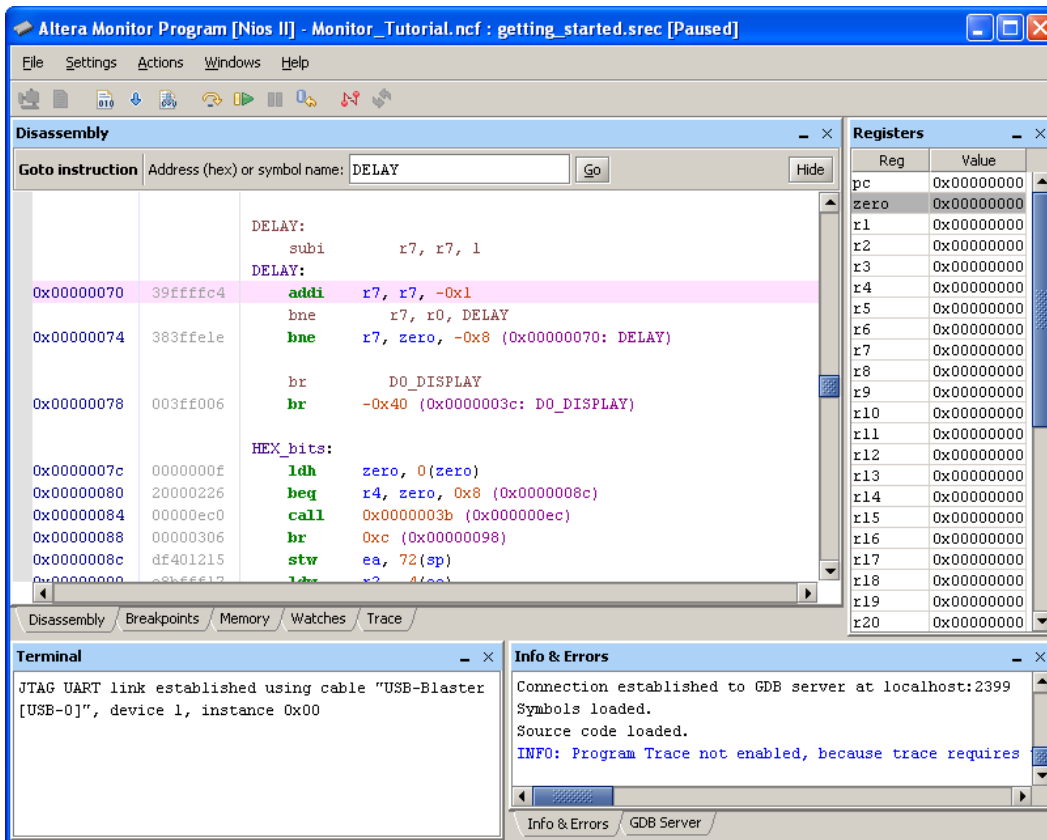 Altera Monitor Program [Nios II] - Monitor_Tutorial.ncf : getting_started.srec [Paused]
File Settings Actions Windows Help
Disassembly
Goto instruction Address (hex) or symbol name: DELAY Go Hide
DELAY:
subi r7, r7, 1
DELAY:
0x00000070 39ffffc4 addi r7, r7, -0x1
bne r7, r0, DELAY
0x00000074 383ffe1e bne r7, zero, -0x8 (0x00000070: DELAY)
br DO_DISPLAY
0x00000078 003ff006 br -0x40 (0x0000003c: DO_DISPLAY)
HEX_bits:
0x0000007c 0000000f ldh zero, 0(zero)
0x00000080 20000226 beq r4, zero, 0x8 (0x0000008c)
0x00000084 00000ec0 call 0x0000003b (0x000000ec)
0x00000088 00000306 br 0xc (0x00000098)
0x0000008c df401215 stw ea, 72(sp)
Disassembly Breakpoints Memory Watches Trace
Registers
Reg Value
pc 0x00000000
zero 0x00000000
r1 0x00000000
r2 0x00000000
r3 0x00000000
r4 0x00000000
r5 0x00000000
r6 0x00000000
r7 0x00000000
r8 0x00000000
r9 0x00000000
r10 0x00000000
r11 0x00000000
r12 0x00000000
r13 0x00000000
r14 0x00000000
r15 0x00000000
r16 0x00000000
r17 0x00000000
r18 0x00000000
r19 0x00000000
r20 0x00000000
Terminal
JTAG UART link established using cable "USB-Blaster
[USB-0]", device 1, instance 0x00
Info & Errors
Connection established to GDB server at localhost:2399
Symbols loaded.
Source code loaded.
INFO: Program Trace not enabled, because trace requires
Info & Errors GDB Server